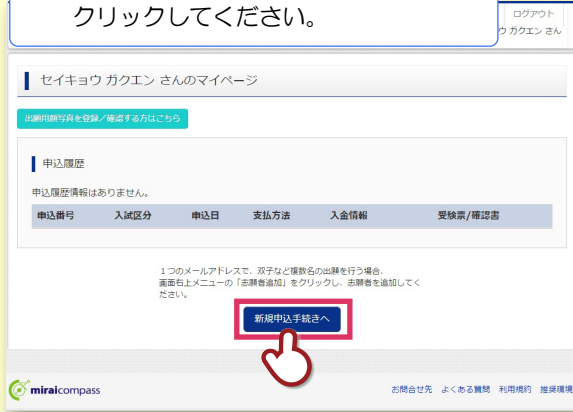 クリックしてください。
ログアウト
ウ ガクエン さん
セイキョウ ガクエン さんのマイページ
出願用顔写真を登録／確認する方はこちら
申込履歴
申込履歴情報はありません。
申込番号 入試区分 申込日 支払方法 入金情報 受験票/確認書
１つのメールアドレスで、双子など複数名の出願を行う場合、
画面右上メニューの「志願者追加」をクリックし、志願者を追加してく
ださい。
新規申込手続きへ
miraicompass
お問合せ先 よくある質問 利用規約 推奨環境